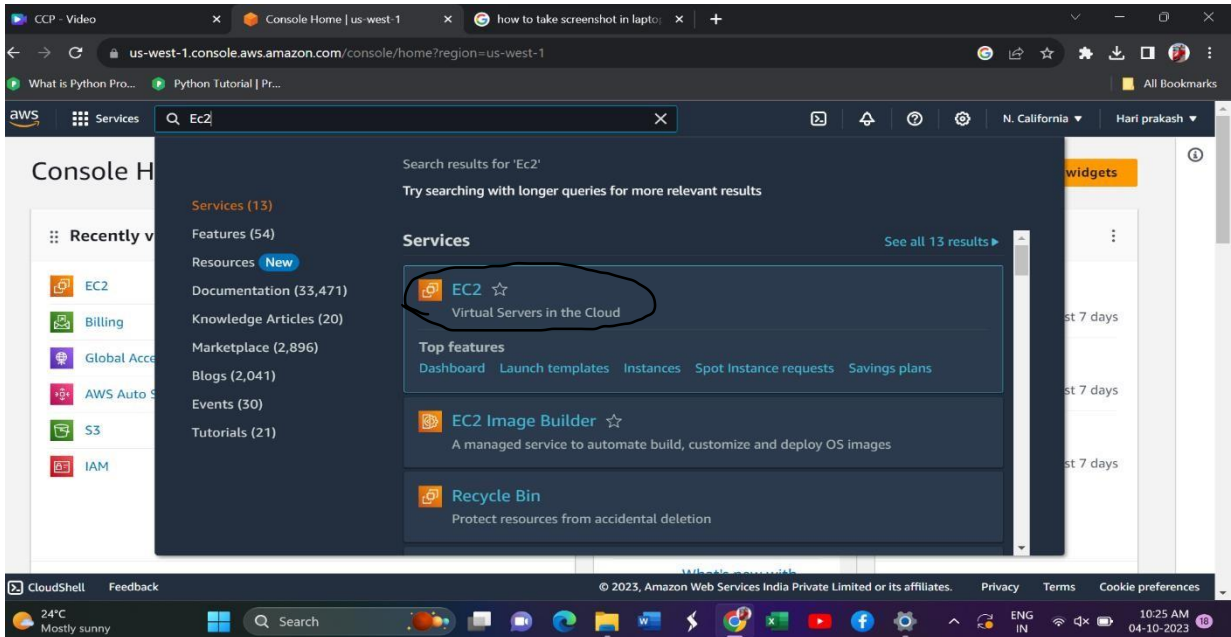 CCP - Video
Console Home | us-west-1
how to take screenshot in laptop
us-west-1.console.aws.amazon.com/console/home?region=us-west-1
What is Python Pro...
Python Tutorial | Pr...
All Bookmarks
aws
Services
Ec2
N. California
Hari prakash
Console H
widgets
Search results for 'Ec2'
Try searching with longer queries for more relevant results
Services (13)
Features (54)
Resources New
Documentation (33,471)
Knowledge Articles (20)
Marketplace (2,896)
Blogs (2,041)
Events (30)
Tutorials (21)
Services
See all 13 results
EC2
Virtual Servers in the Cloud
Top features
Dashboard Launch templates Instances Spot Instance requests Savings plans
EC2 Image Builder
A managed service to automate build, customize and deploy OS images
Recycle Bin
Protect resources from accidental deletion
Recently v
EC2
Billing
Global Acce
AWS Auto S
S3
IAM
st 7 days
st 7 days
st 7 days
CloudShell Feedback
© 2023, Amazon Web Services India Private Limited or its affiliates. Privacy Terms Cookie preferences
24°C
Mostly sunny
Search
ENG
IN
10:25 AM
04-10-2023
18